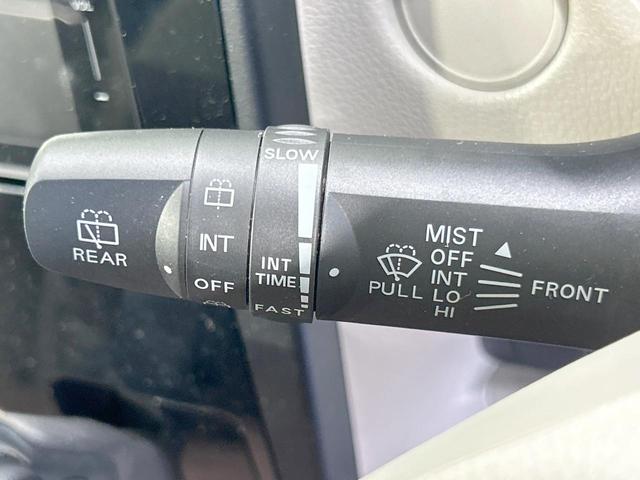 REAR
INT
OFF
SLOW
INT
TIME
FAST
PULL
MIST
OFF
INT
LO
HI
FRONT